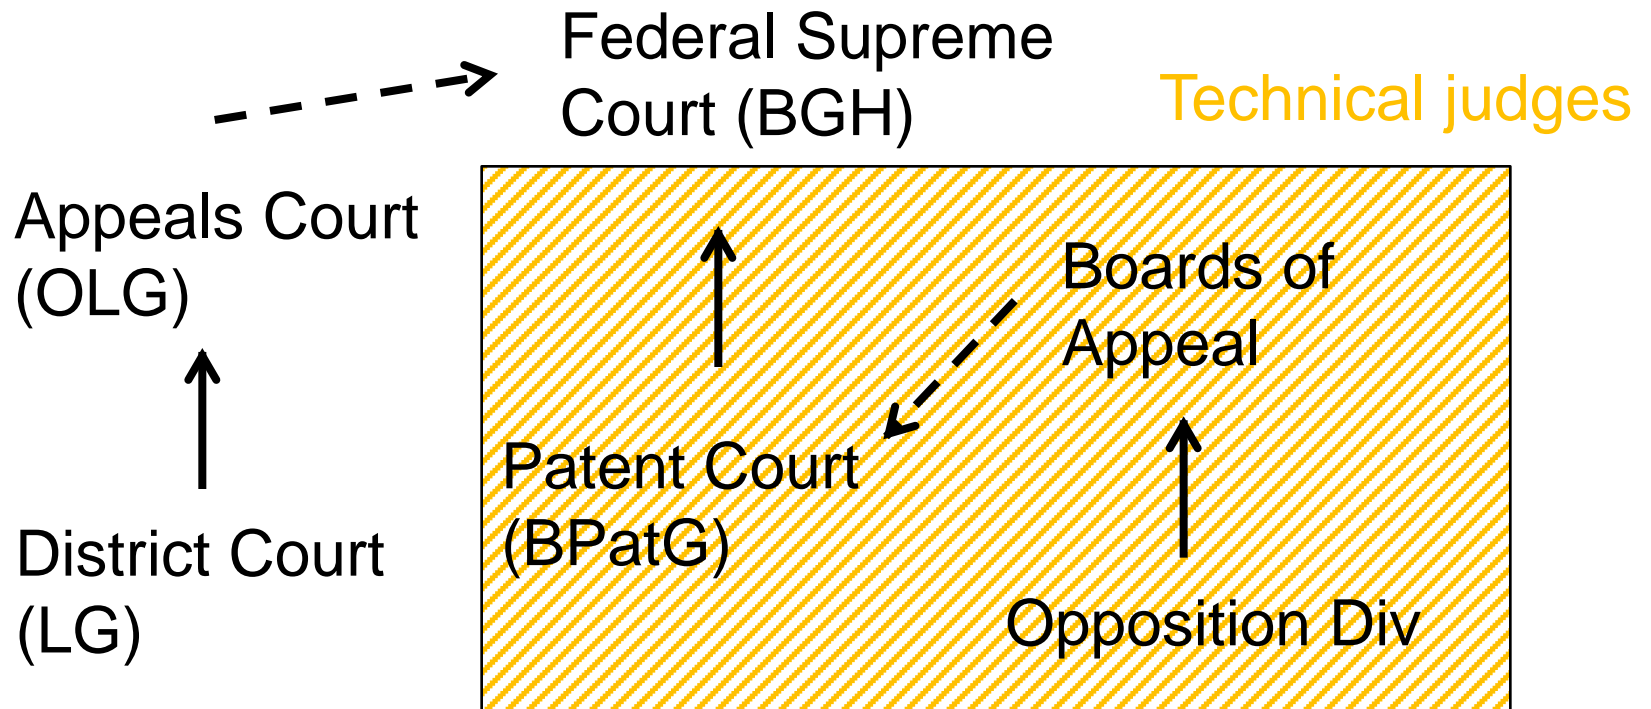 Federal Supreme
Court (BGH)
Technical judges
Appeals Court
(OLG)
Boards of
Appeal
Patent Court
(BPatG)
District Court
(LG)
Opposition Div